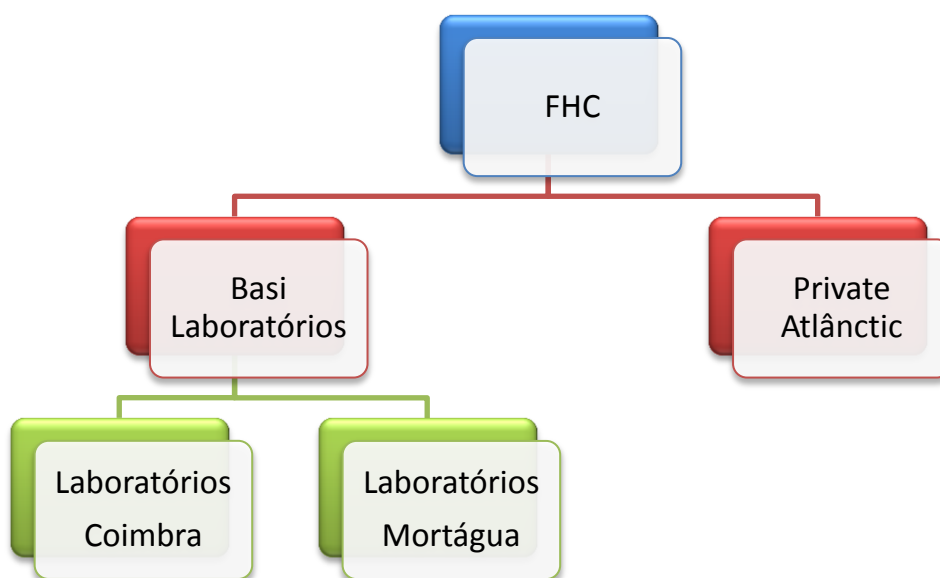 FHC
Basi
Laboratórios
Private
Atlânctic
Laboratórios
Coimbra
Laboratórios
Mortágua